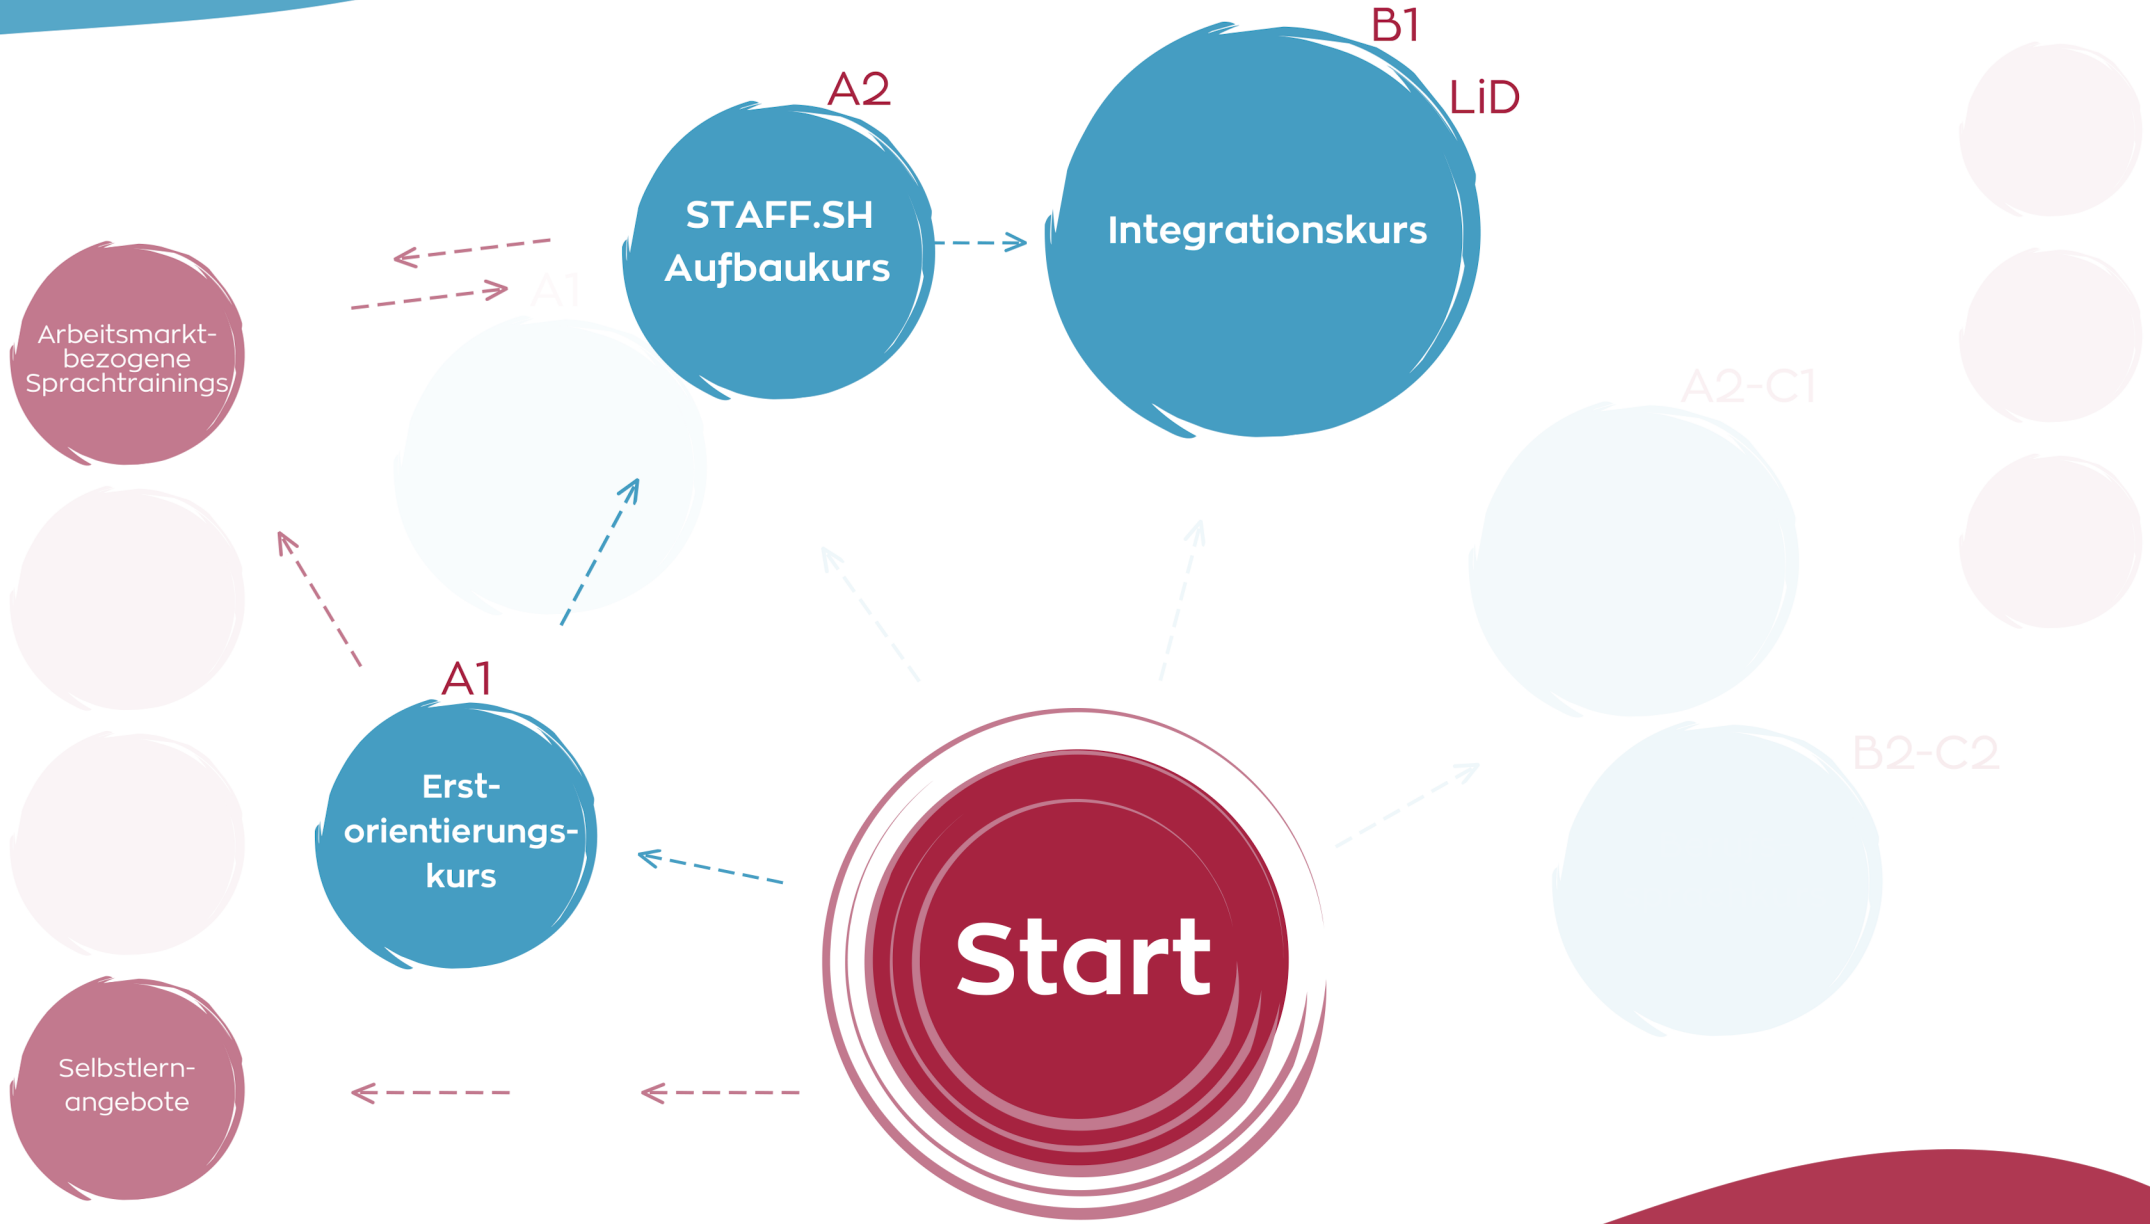 B1
LiD
A2
STAFF.SH
Aufbaukurs
Integrationskurs
Arbeitsmarkt-
bezogene
Sprachtrainings
A1
A2-C1
A1
Erst-
orientierungs-
kurs
B2-C2
Start
Selbstlern-
angebote